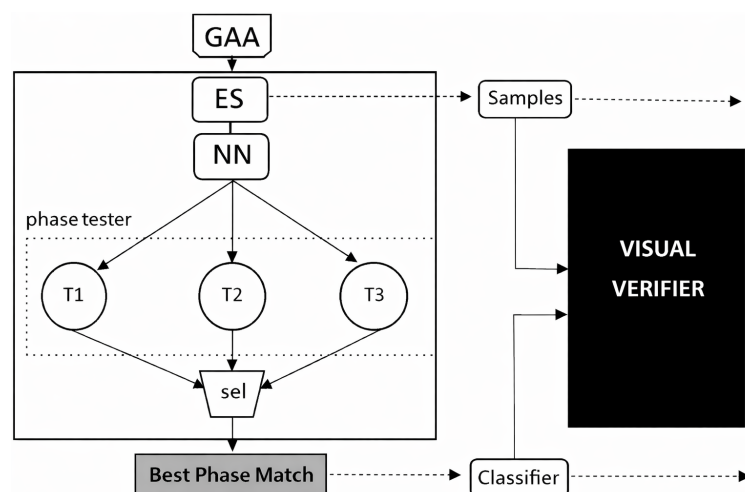 GAA
ES
Samples
NN
phase tester
VISUAL
VERIFIER
T1
T2
T3
sel
Best Phase Match
Classifier